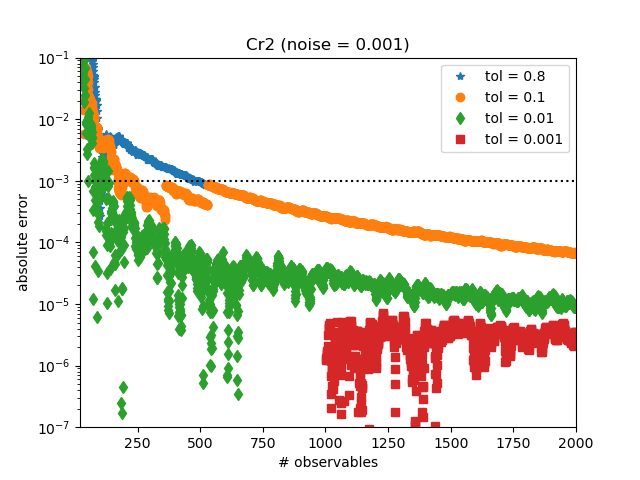 Cr2 (noise = 0.001)
tol = 0.8
tol = 0.1
tol = 0.01
tol = 0.001
absolute error
10⁻¹
10⁻²
10⁻³
10⁻⁴
10⁻⁵
10⁻⁶
10⁻⁷
250 500 750 1000 1250 1500 1750 2000
# observables